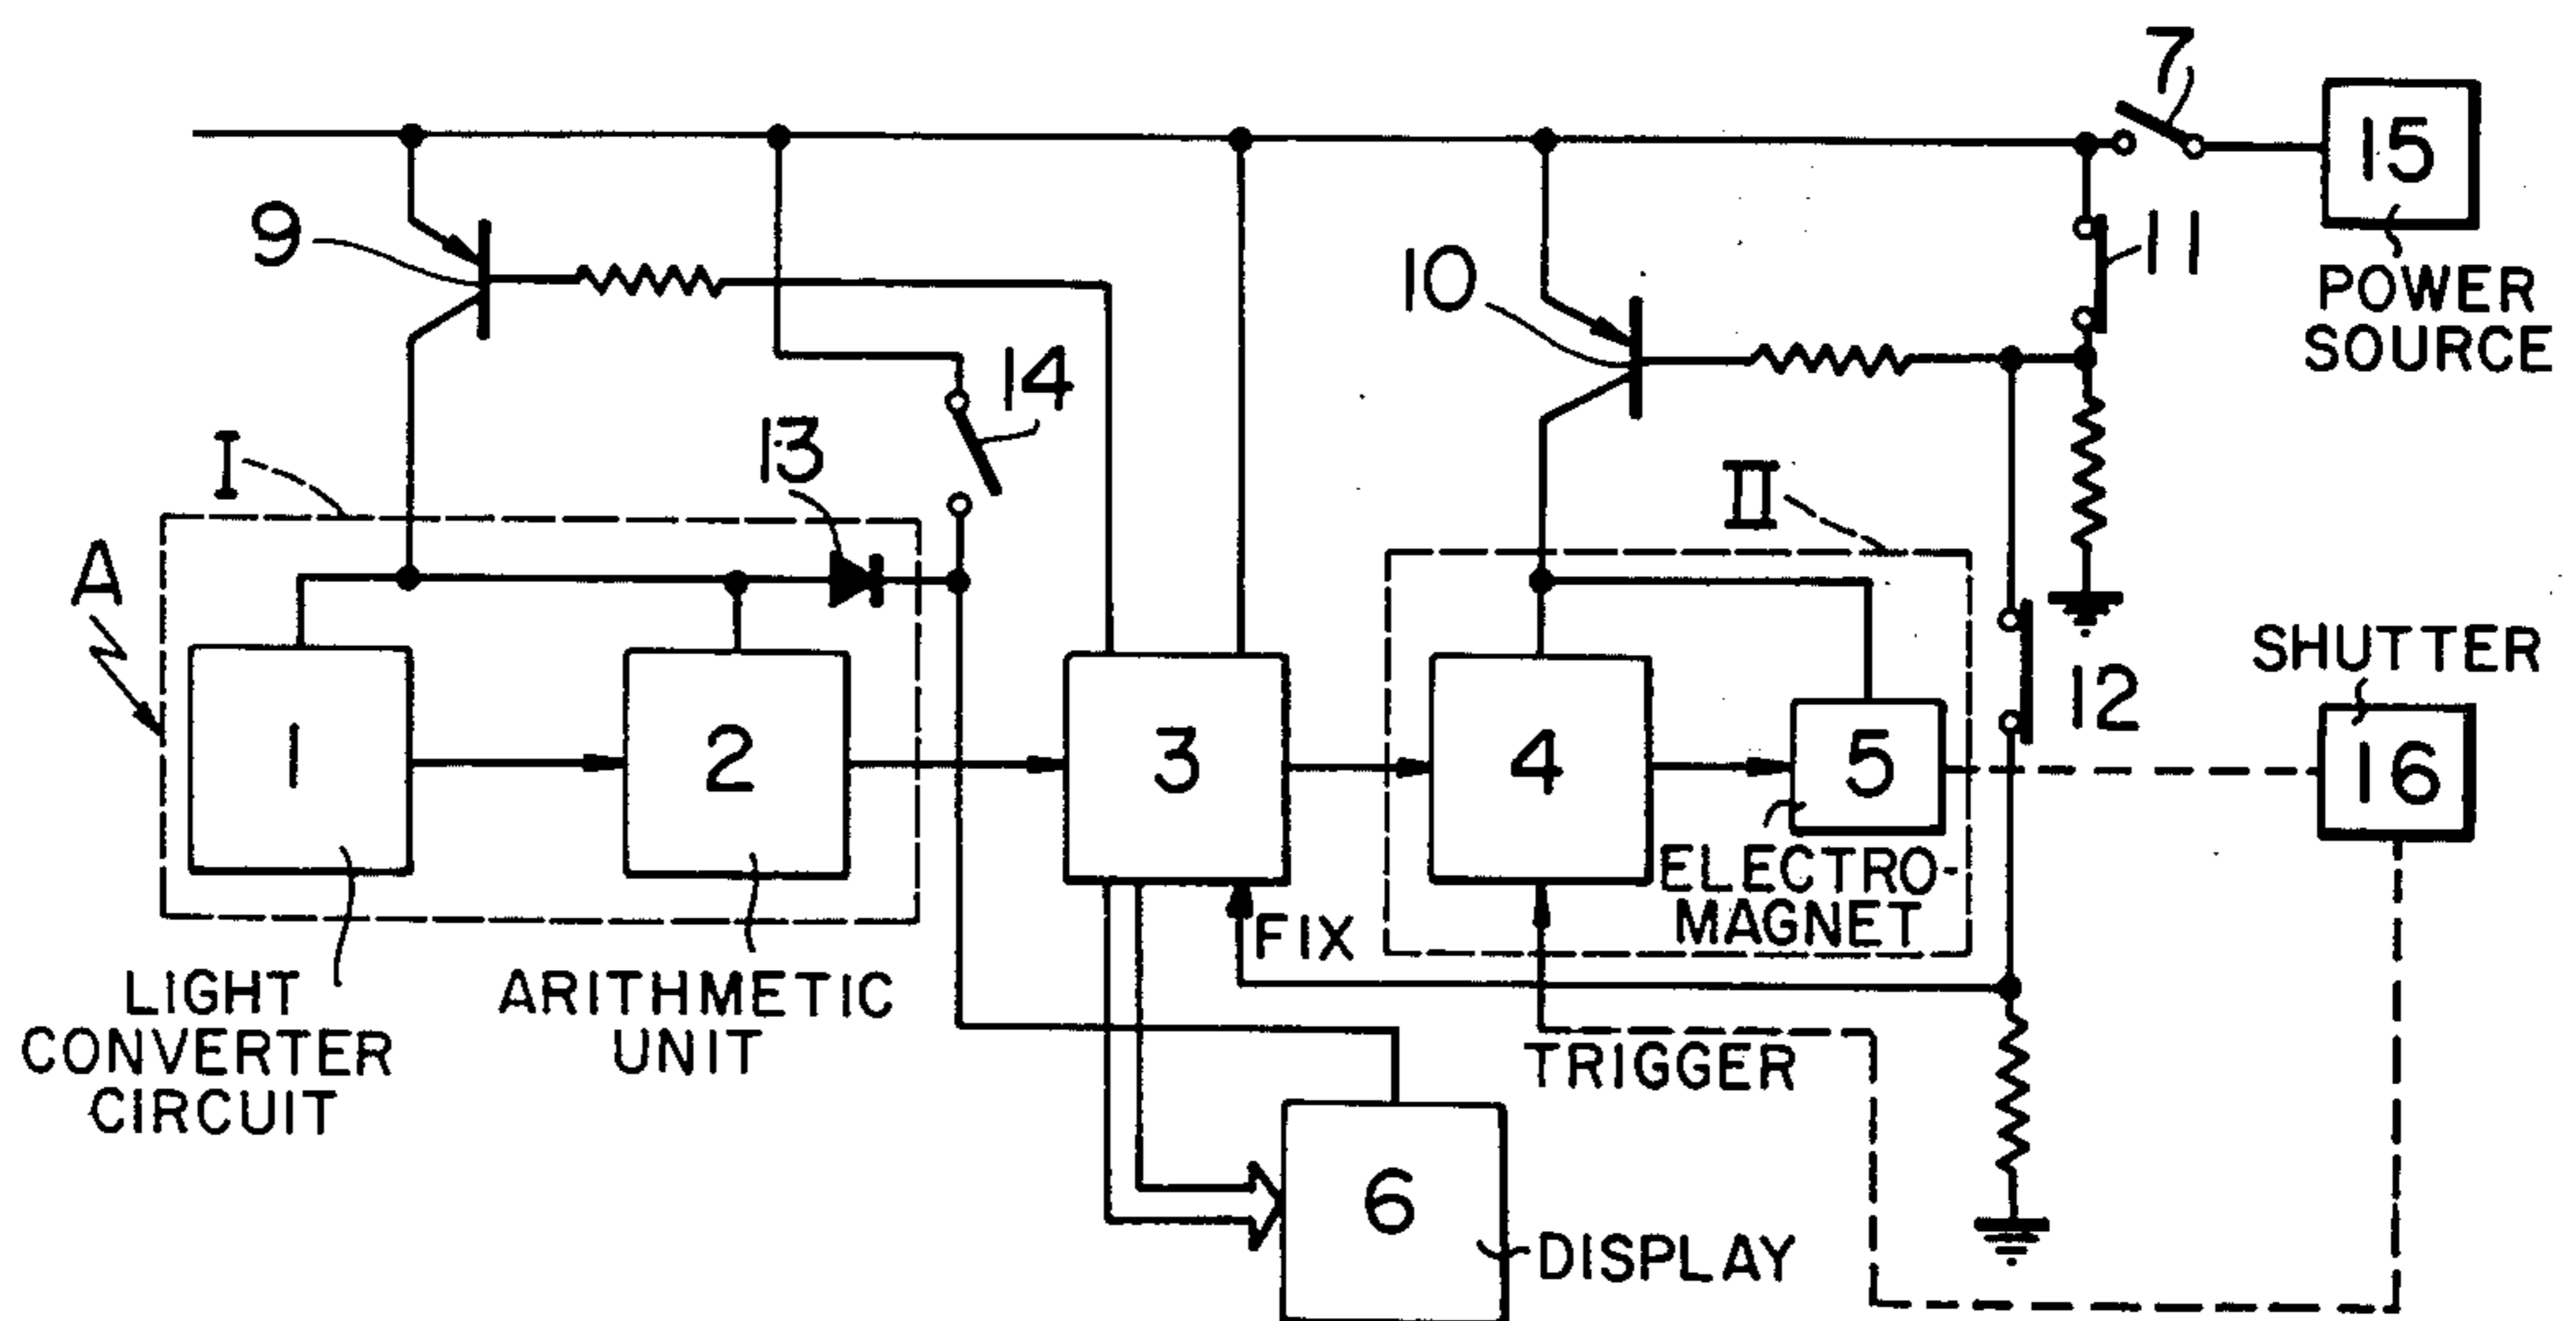 7
15
POWER
SOURCE
9
11
10
14
13
I
II
A
SHUTTER
12
1
2
3
4
5
16
ELECTRO-
MAGNET
FIX
LIGHT
CONVERTER
CIRCUIT
ARITHMETIC
UNIT
TRIGGER
6
DISPLAY